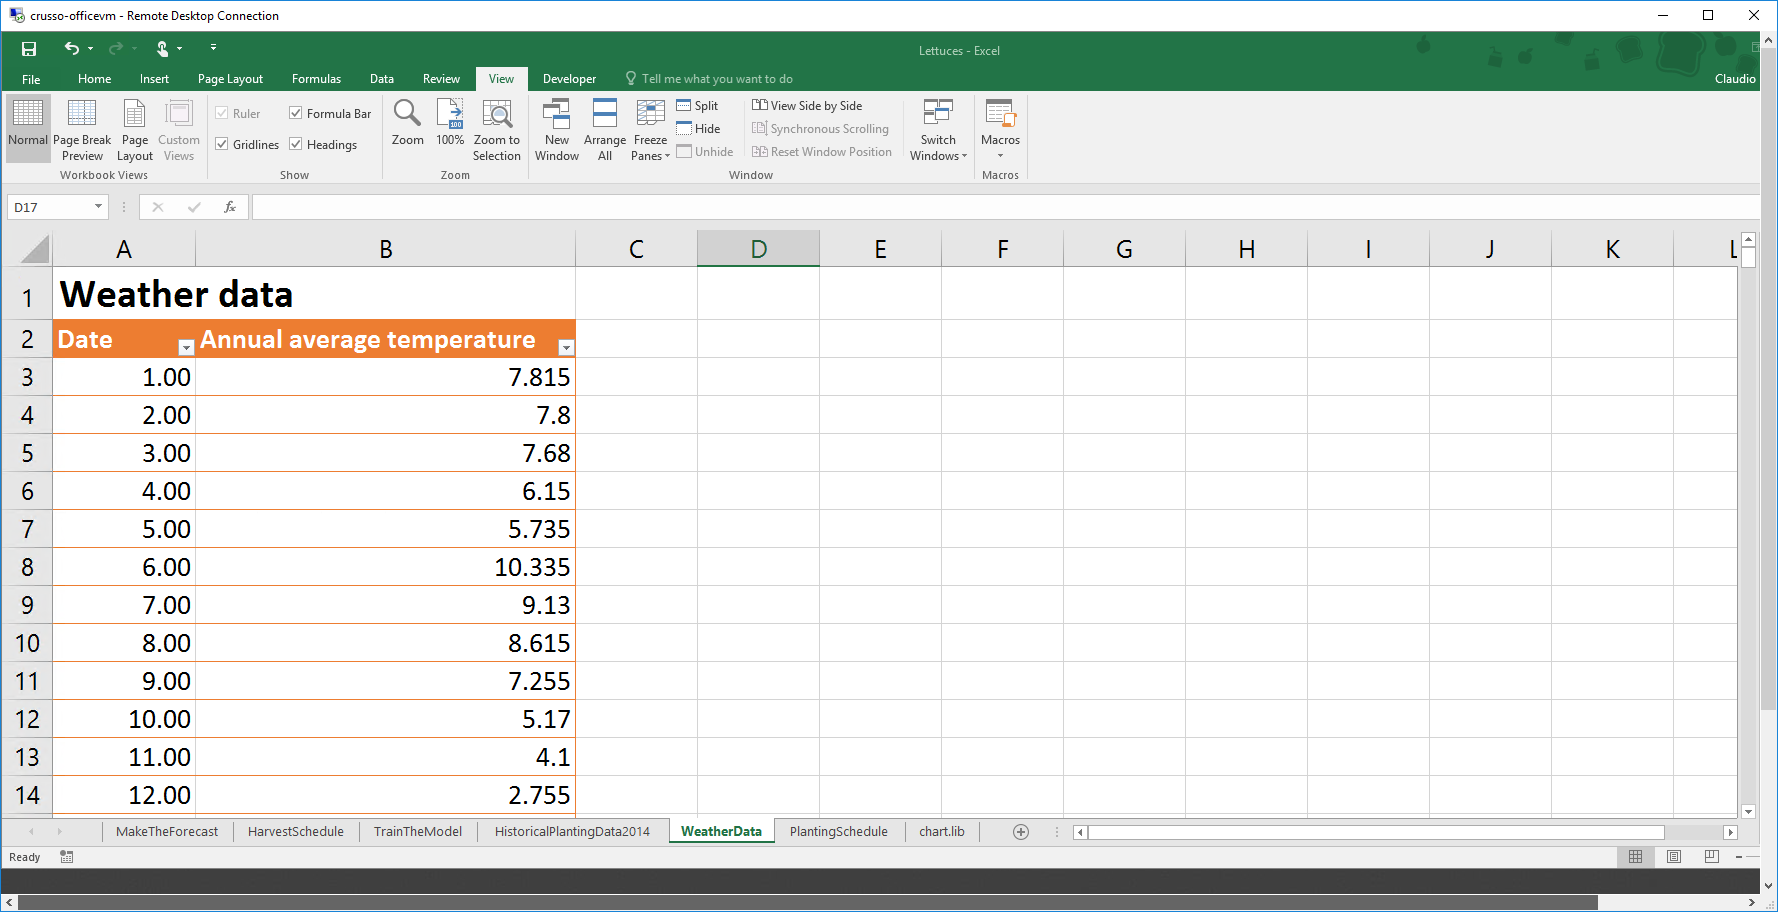 crusso-officevm - Remote Desktop Connection
Lettuces - Excel
File Home Insert Page Layout Formulas Data Review View Developer Tell me what you want to do Claudio
Normal Page Break Preview Page Layout Custom Views
Workbook Views
Ruler Formula Bar
Gridlines Headings
Show
Zoom 100% Zoom to Selection
100
Zoom
New Window Arrange All Freeze Panes
Split
Hide
Unhide
View Side by Side
Synchronous Scrolling
Reset Window Position
Switch Windows
Window
Macros
Macros
D17 fx
A B C D E F G H I J K L
1 Weather data
2 Date Annual average temperature
3 1.00 7.815
4 2.00 7.8
5 3.00 7.68
6 4.00 6.15
7 5.00 5.735
8 6.00 10.335
9 7.00 9.13
10 8.00 8.615
11 9.00 7.255
12 10.00 5.17
13 11.00 4.1
14 12.00 2.755
MakeTheForecast HarvestSchedule TrainTheModel HistoricalPlantingData2014 WeatherData PlantingSchedule chart.lib
Ready